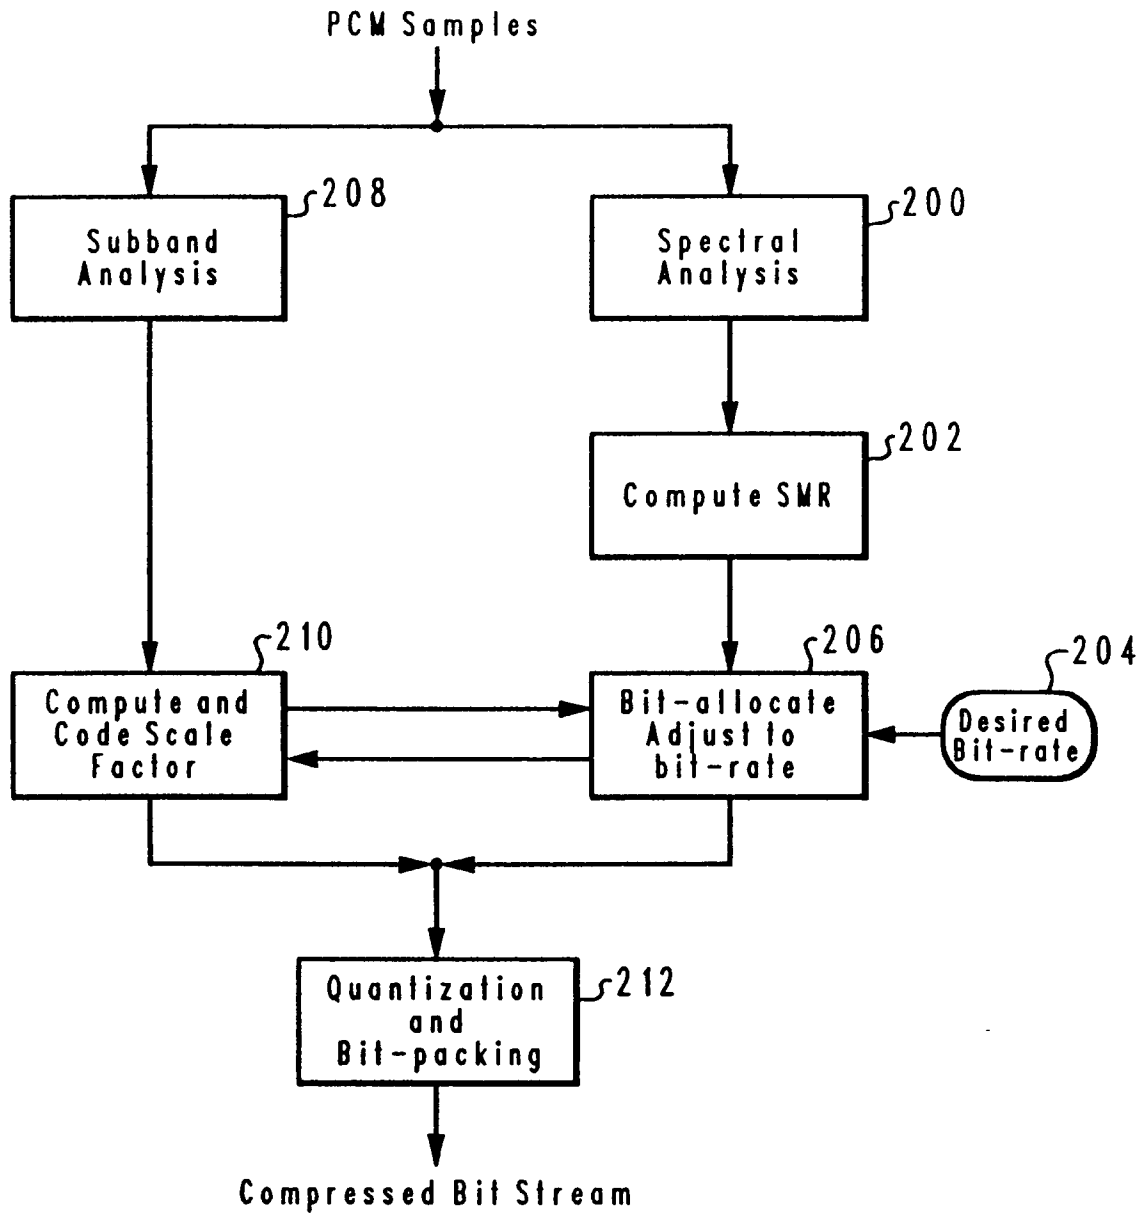 PCM Samples
208
200
Subband
Analysis
Spectral
Analysis
202
Compute SMR
210
206
204
Compute and
Code Scale
Factor
Bit-allocate
Adjust to
bit-rate
Desired
Bit-rate
212
Quantization
and
Bit-packing
Compressed Bit Stream